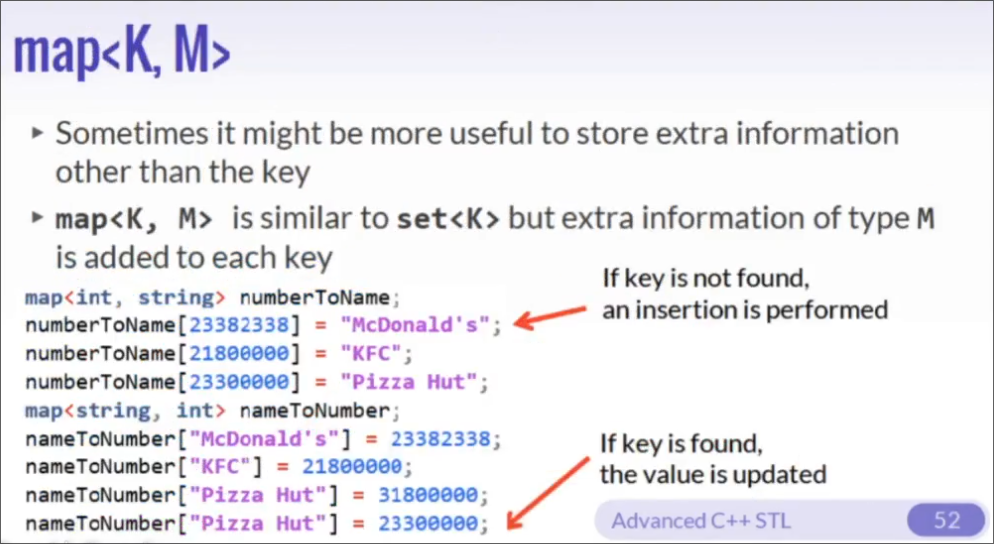 map<K, M>
▸ Sometimes it might be more useful to store extra information
other than the key
▸ map<K, M> is similar to set<K> but extra information of type M
is added to each key
If key is not found,
an insertion is performed
map<int, string> numberToName;
numberToName[23382338] = "McDonald's";
numberToName[21800000] = "KFC";
numberToName[23300000] = "Pizza Hut";
map<string, int> nameToNumber;
nameToNumber["McDonald's"] = 23382338;
nameToNumber["KFC"] = 21800000;
nameToNumber["Pizza Hut"] = 31800000;
nameToNumber["Pizza Hut"] = 23300000;
If key is found,
the value is updated
Advanced C++ STL
52